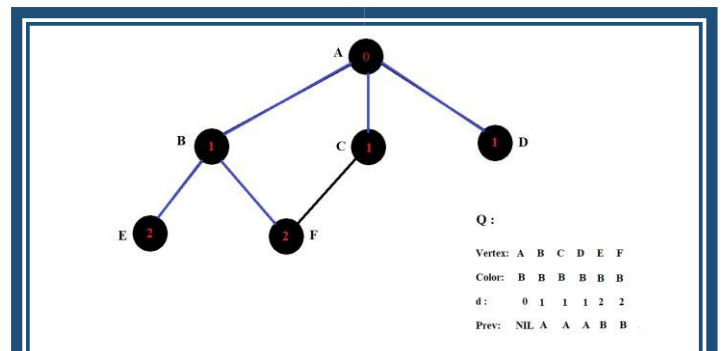 A
0
B
1
C
1
1
D
E
2
2
F
Q :
Vertex: A B C D E F
Color: B B B B B B
d : 0 1 1 1 2 2
Prev: NIL A A A B B